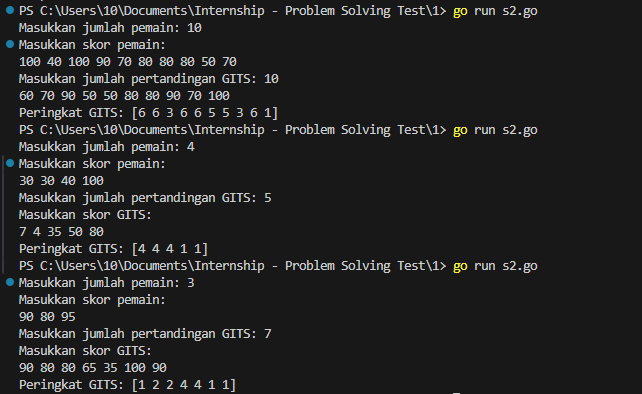 PS C:\Users\10\Documents\Internship - Problem Solving Test\1> go run s2.go
Masukkan jumlah pemain: 10
Masukkan skor pemain:
100 40 100 90 70 80 80 80 50 70
Masukkan jumlah pertandingan GITS: 10
60 70 90 50 50 80 80 90 70 100
Peringkat GITS: [6 6 3 6 6 5 5 3 6 1]
PS C:\Users\10\Documents\Internship - Problem Solving Test\1> go run s2.go
Masukkan jumlah pemain: 4
Masukkan skor pemain:
30 30 40 100
Masukkan jumlah pertandingan GITS: 5
Masukkan skor GITS:
7 4 35 50 80
Peringkat GITS: [4 4 4 1 1]
PS C:\Users\10\Documents\Internship - Problem Solving Test\1> go run s2.go
Masukkan jumlah pemain: 3
Masukkan skor pemain:
90 80 95
Masukkan jumlah pertandingan GITS: 7
Masukkan skor GITS:
90 80 80 65 35 100 90
Peringkat GITS: [1 2 2 4 4 1 1]